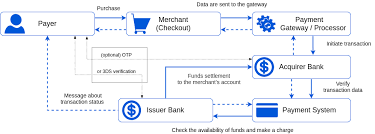 Data are sent to the gateway
Purchase
Payer
Merchant
(Checkout)
Payment
Gateway / Processor
Initiate transaction
(optional) OTP
or 3DS verification
Acquirer Bank
Funds settlement
to the merchant's account
Verify
transaction data
Message about
transaction status
Issuer Bank
Payment System
Check the availability of funds and make a charge